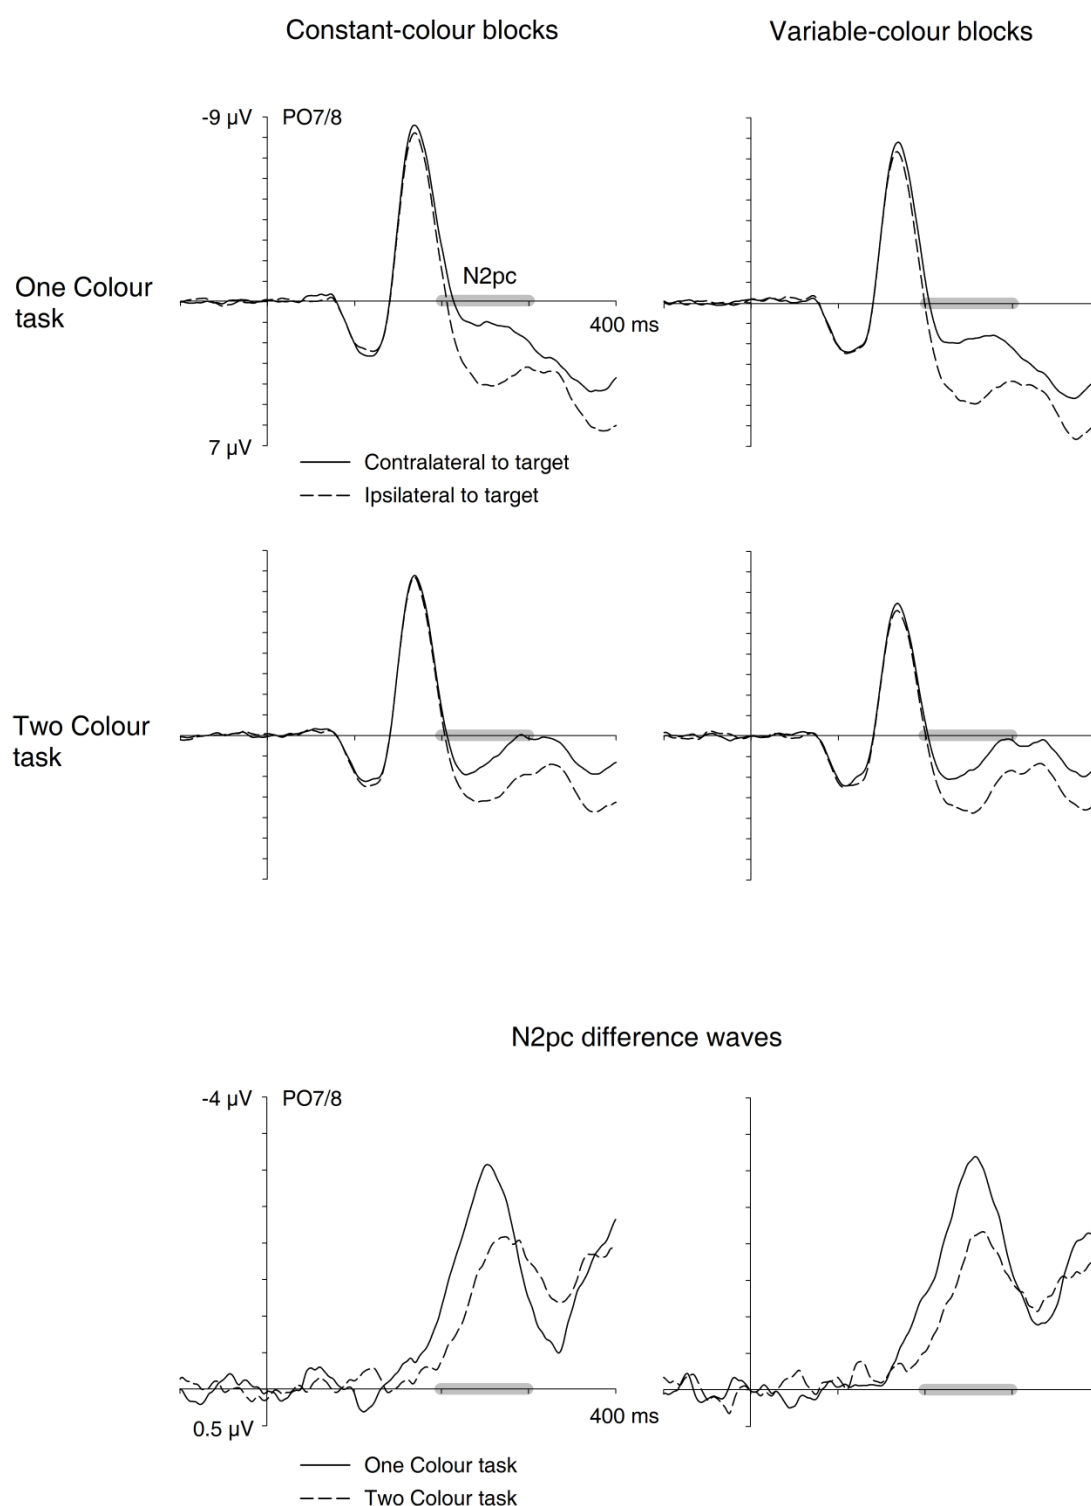 Constant-colour blocks
Variable-colour blocks
-9 µV
PO7/8
One Colour
task
N2pc
400 ms
7 µV
Contralateral to target
Ipsilateral to target
Two Colour
task
N2pc difference waves
-4 µV
PO7/8
0.5 µV
400 ms
One Colour task
Two Colour task